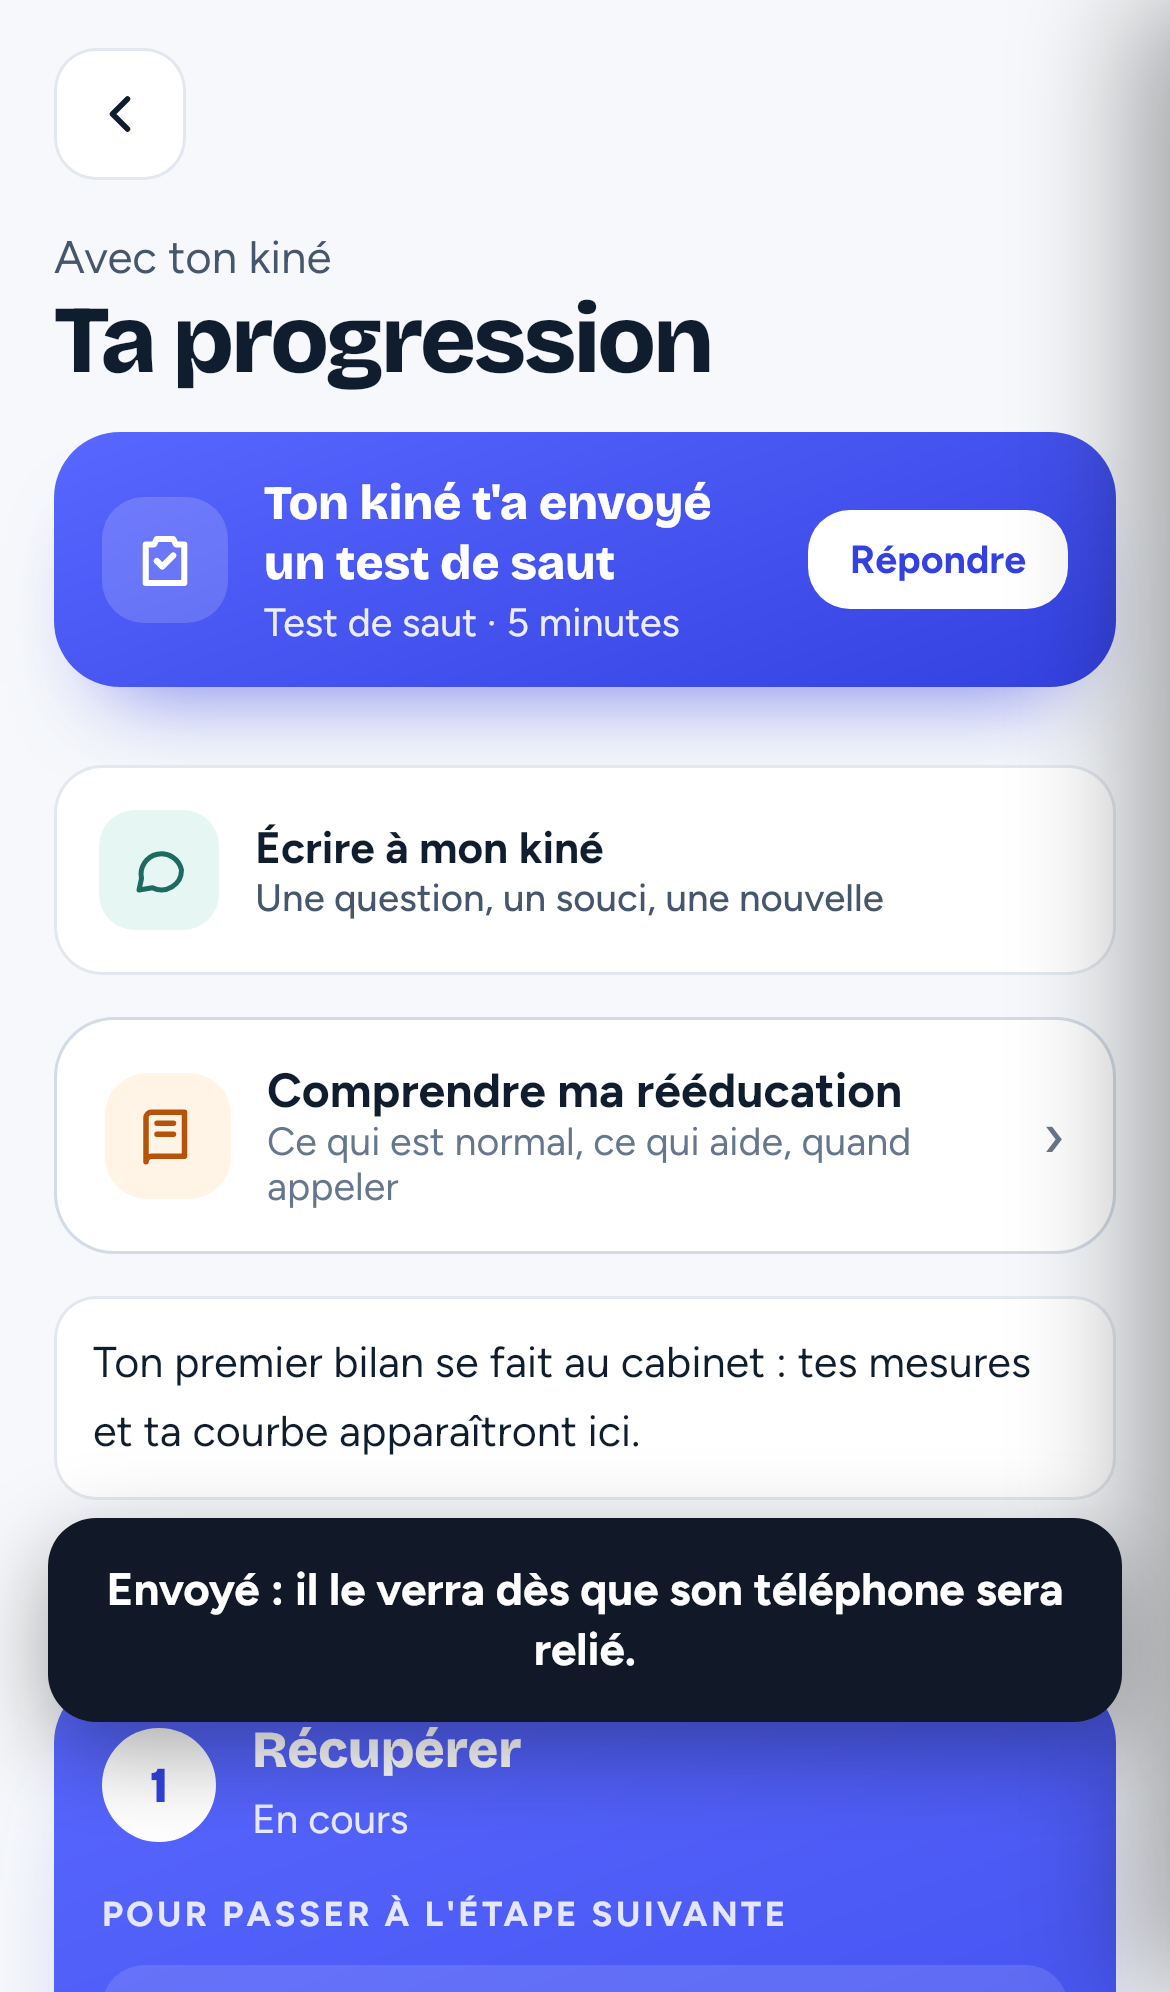 Avec ton kiné
Ta progression
Ton kiné t'a envoyé
un test de saut
Test de saut · 5 minutes
Répondre
Écrire à mon kiné
Une question, un souci, une nouvelle
Comprendre ma rééducation
Ce qui est normal, ce qui aide, quand
appeler
Ton premier bilan se fait au cabinet : tes mesures
et ta courbe apparaîtront ici.
Envoyé : il le verra dès que son téléphone sera
relié.
1
Récupérer
En cours
POUR PASSER À L'ÉTAPE SUIVANTE